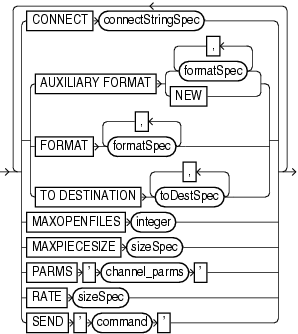 CONNECT connectStringSpec
,
formatSpec
AUXILIARY FORMAT
NEW
,
FORMAT formatSpec
,
TO DESTINATION toDestSpec
MAXOPENFILES integer
MAXPIECESIZE sizeSpec
PARMS ' channel_parms '
RATE sizeSpec
SEND ' command '